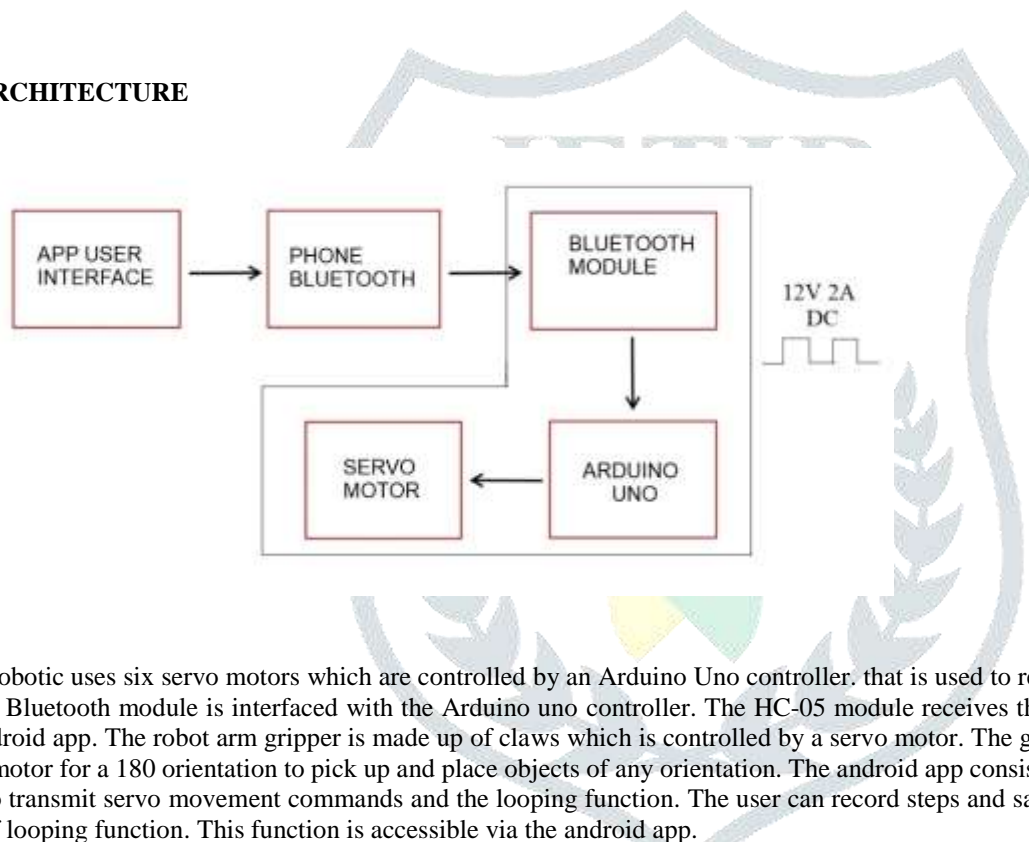 RCHITECTURE
APP USER
INTERFACE
PHONE
BLUETOOTH
BLUETOOTH
MODULE
12V 2A
DC
SERVO
MOTOR
ARDUINO
UNO
obotic uses six servo motors which are controlled by an Arduino Uno controller. that is used to
Bluetooth module is interfaced with the Arduino uno controller. The HC-05 module receives
droid app. The robot arm gripper is made up of claws which is controlled by a servo motor. The
motor for a 180 orientation to pick up and place objects of any orientation. The android app
transmit servo movement commands and the looping function. The user can record steps and
looping function. This function is accessible via the android app.